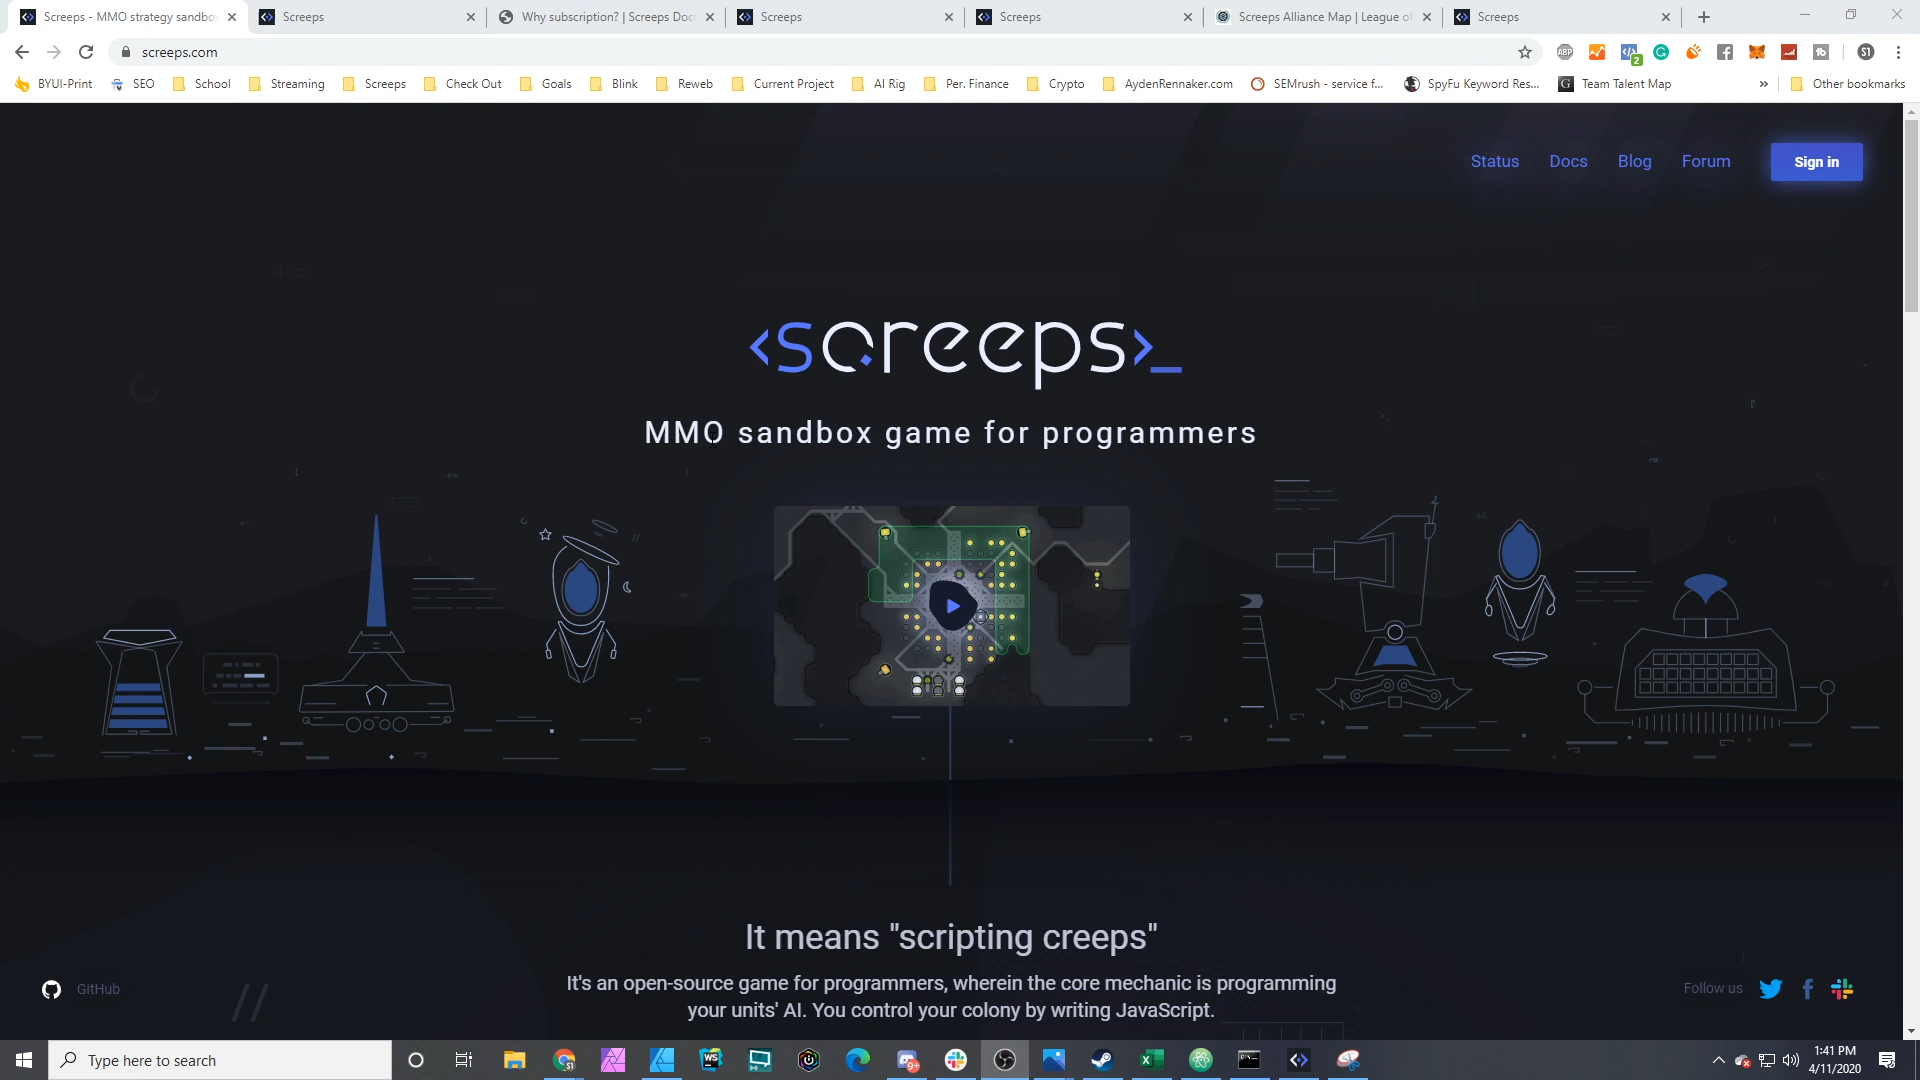 Screeps - MMO strategy sandbo
Screeps
Why subscription? | Screeps Doc
Screeps
Screeps
Screeps Alliance Map | League of
Screeps
screeps.com
BYUI-Print
SEO
School
Streaming
Screeps
Check Out
Goals
Blink
Reweb
Current Project
AI Rig
Per. Finance
Crypto
AydenRennaker.com
SEMrush - service f...
SpyFu Keyword Res...
Team Talent Map
»
Other bookmarks
ABP
2
S1
Status
Docs
Blog
Forum
Sign in
<screeps>_
MMO sandbox game for programmers
It means "scripting creeps"
It's an open-source game for programmers, wherein the core mechanic is programming
your units' AI. You control your colony by writing JavaScript.
GitHub
//
Follow us
Type here to search
WS
9+
1:41 PM
4/11/2020